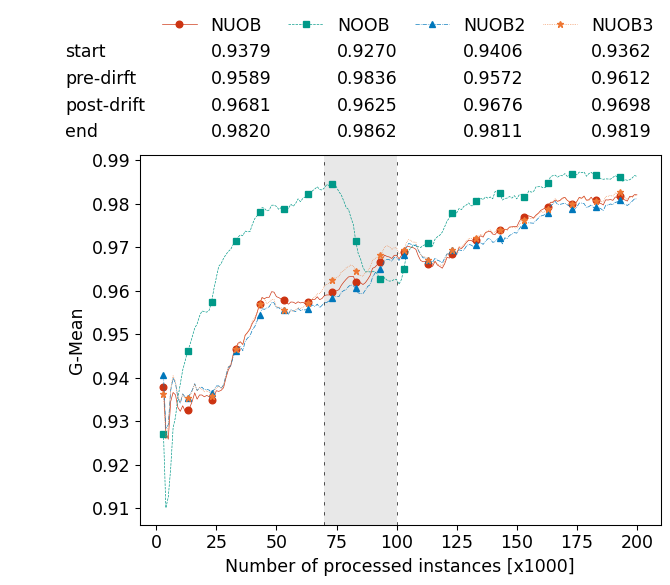 NUOB NOOB NUOB2 NUOB3
start 0.9379 0.9270 0.9406 0.9362
pre-dirft 0.9589 0.9836 0.9572 0.9612
post-drift 0.9681 0.9625 0.9676 0.9698
end 0.9820 0.9862 0.9811 0.9819
0.99
0.98
0.97
0.96
0.95
0.94
0.93
0.92
0.91
G-Mean
0 25 50 75 100 125 150 175 200
Number of processed instances [x1000]